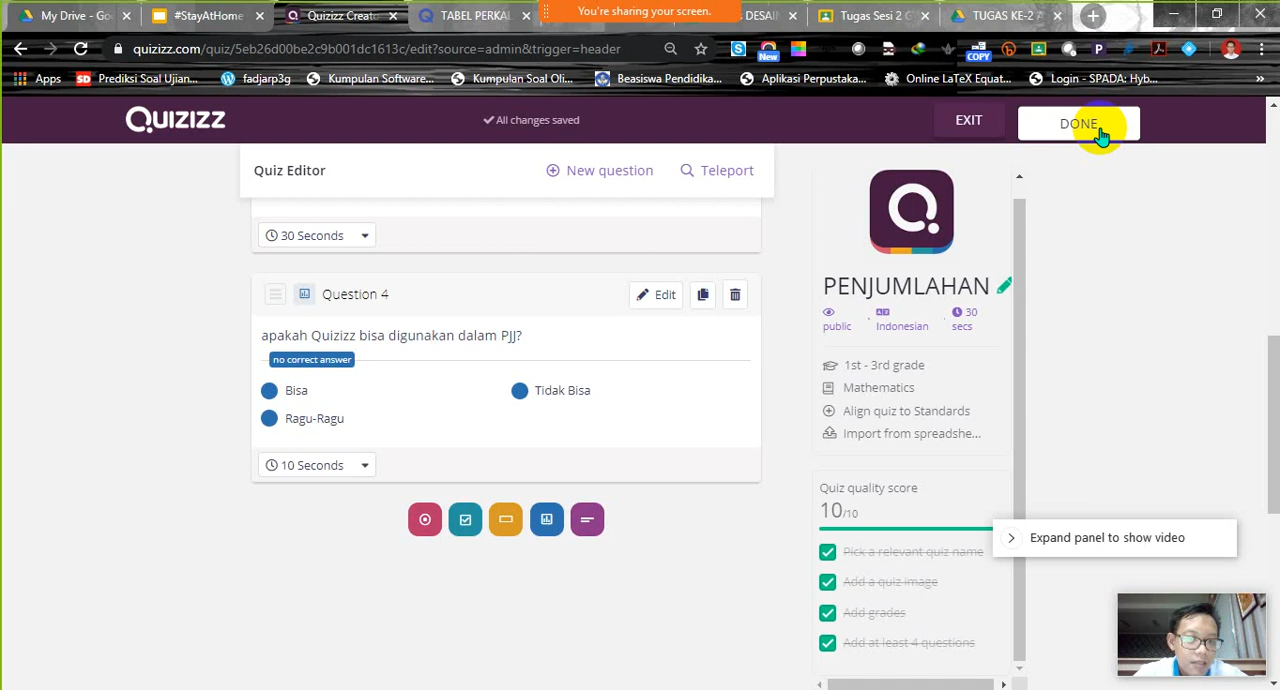 My Drive - Go
#StayAtHome
Quizizz Creat
TABEL PERKAL
You're sharing your screen.
DESAIN
Tugas Sesi 2 G
TUGAS KE-2 A
quizizz.com/quiz/5eb26d00be2c9b001dc1613c/edit?source=admin&trigger=header
New
COPY
Apps
Prediksi Soal Ujian...
fadjarp3g
Kumpulan Software...
Kumpulan Soal Oli...
Beasiswa Pendidika...
Aplikasi Perpustaka...
Online LaTeX Equat...
Login - SPADA: Hyb...
Quizizz
All changes saved
EXIT
DONE
Quiz Editor
New question
Teleport
30 Seconds
Question 4
Edit
apakah Quizizz bisa digunakan dalam PJJ?
no correct answer
Bisa
Tidak Bisa
Ragu-Ragu
10 Seconds
PENJUMLAHAN
public
Indonesian
30 secs
1st - 3rd grade
Mathematics
Align quiz to Standards
Import from spreadshe...
Quiz quality score
10/10
Pick a relevant quiz name
Add a quiz image
Add grades
Add at least 4 questions
Expand panel to show video